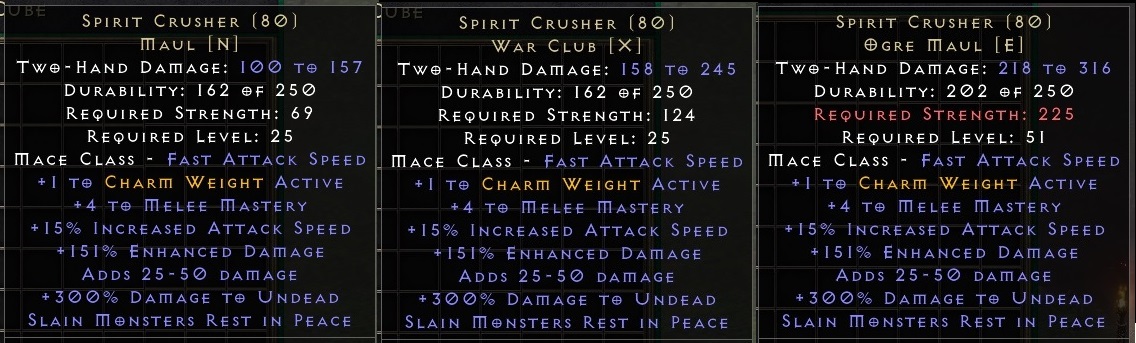 UBE
Spirit Crusher (80)
Maul [N]
Two-Hand Damage: 100 to 157
Durability: 162 of 250
Required Strength: 69
Required Level: 25
Mace Class - Fast Attack Speed
+1 to Charm Weight Active
+4 to Melee Mastery
+15% Increased Attack Speed
+151% Enhanced Damage
Adds 25-50 damage
+300% Damage to Undead
Slain Monsters Rest in Peace
UBE
Spirit Crusher (80)
War Club [X]
Two-Hand Damage: 158 to 245
Durability: 162 of 250
Required Strength: 124
Required Level: 25
Mace Class - Fast Attack Speed
+1 to Charm Weight Active
+4 to Melee Mastery
+15% Increased Attack Speed
+151% Enhanced Damage
Adds 25-50 damage
+300% Damage to Undead
Slain Monsters Rest in Peace
Spirit Crusher (80)
Ogre Maul [E]
Two-Hand Damage: 218 to 316
Durability: 202 of 250
Required Strength: 225
Required Level: 51
Mace Class - Fast Attack Speed
+1 to Charm Weight Active
+4 to Melee Mastery
+15% Increased Attack Speed
+151% Enhanced Damage
Adds 25-50 damage
+300% Damage to Undead
Slain Monsters Rest in Peace